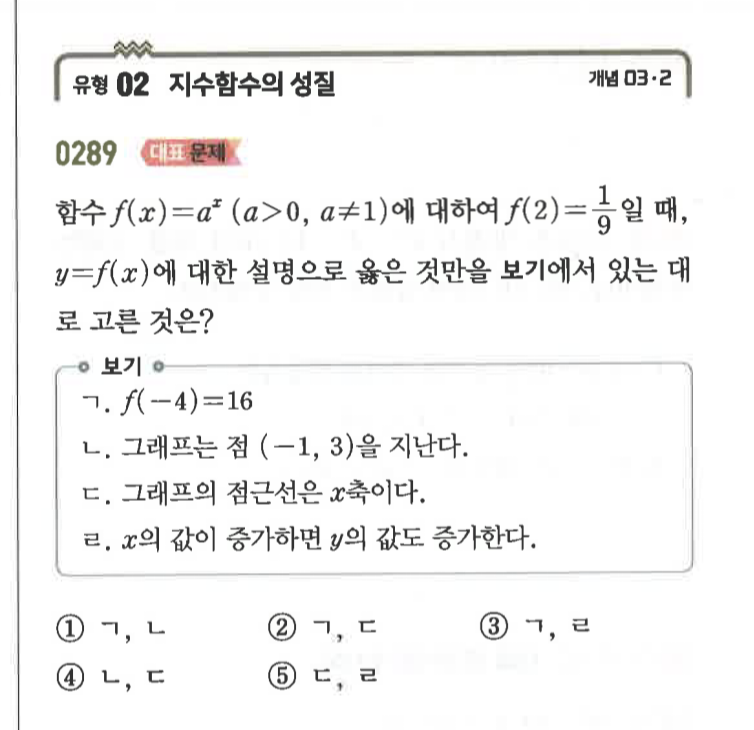 유형 02 지수함수의 성질 개념 03·2
0289 대표 문제
함수 f(x)=aˣ (a>0, a≠1)에 대하여 f(2)=1/9일 때,
y=f(x)에 대한 설명으로 옳은 것만을 보기에서 있는 대
로 고른 것은?
보기
ㄱ. f(-4)=16
ㄴ. 그래프는 점 (-1, 3)을 지난다.
ㄷ. 그래프의 점근선은 x축이다.
ㄹ. x의 값이 증가하면 y의 값도 증가한다.
① ㄱ, ㄴ ② ㄱ, ㄷ ③ ㄱ, ㄹ
④ ㄴ, ㄷ ⑤ ㄷ, ㄹ